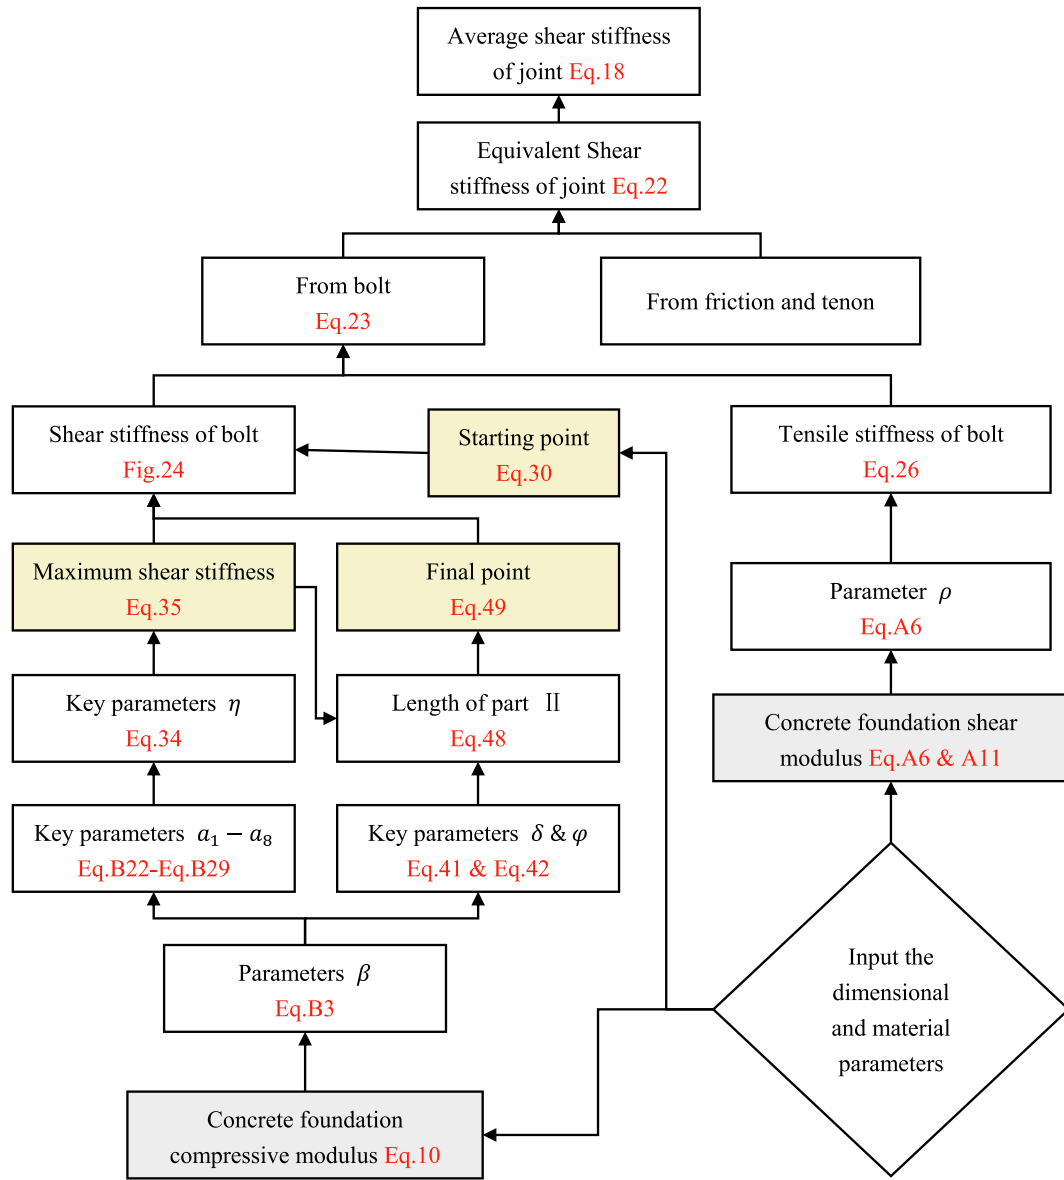 Average shear stiffness
of joint Eq.18
Equivalent Shear
stiffness of joint Eq.22
From bolt
Eq.23
From friction and tenon
Shear stiffness of bolt
Fig.24
Starting point
Eq.30
Tensile stiffness of bolt
Eq.26
Maximum shear stiffness
Eq.35
Final point
Eq.49
Parameter ρ
Eq.A6
Key parameters η
Eq.34
Length of part Ⅱ
Eq.48
Concrete foundation shear
modulus Eq.A6 & A11
Key parameters a₁ − a₈
Eq.B22-Eq.B29
Key parameters δ & φ
Eq.41 & Eq.42
Parameters β
Eq.B3
Input the
dimensional
and material
parameters
Concrete foundation
compressive modulus Eq.10